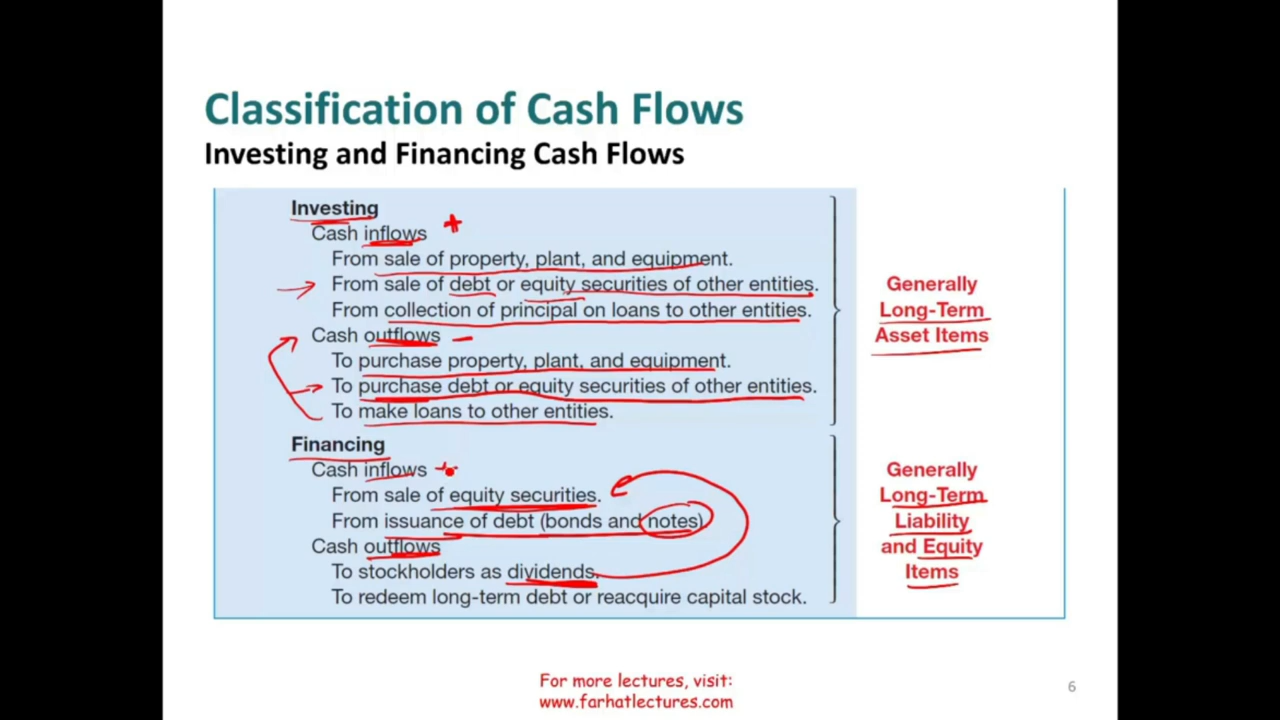 Classification of Cash Flows
Investing and Financing Cash Flows
Investing
Cash inflows +
From sale of property, plant, and equipment.
From sale of debt or equity securities of other entities.
From collection of principal on loans to other entities.
Cash outflows −
To purchase property, plant, and equipment.
To purchase debt or equity securities of other entities.
To make loans to other entities.
Generally
Long-Term
Asset Items
Financing
Cash inflows +
From sale of equity securities.
From issuance of debt (bonds and notes)
Cash outflows
To stockholders as dividends.
To redeem long-term debt or reacquire capital stock.
Generally
Long-Term
Liability
and Equity
Items
For more lectures, visit:
www.farhatlectures.com
6